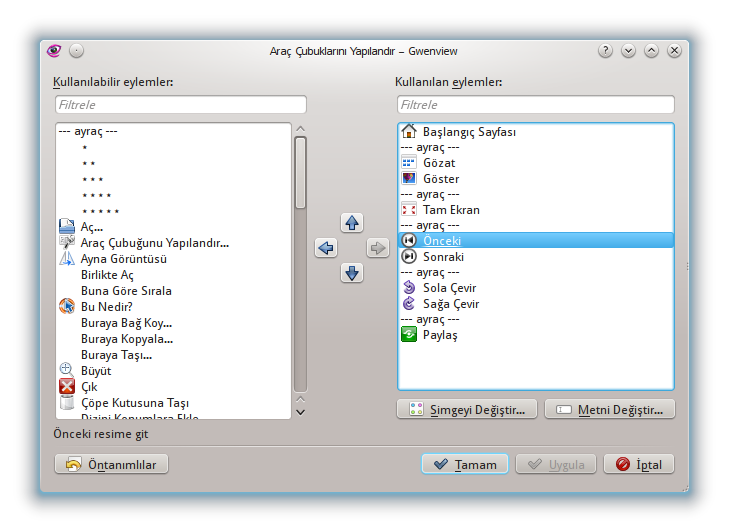 Araç Çubuklarını Yapılandır – Gwenview
Kullanılabilir eylemler:
Filtrele
--- ayraç ---
★
★ ★
★ ★ ★
★ ★ ★ ★
★ ★ ★ ★ ★
Aç...
Araç Çubuğunu Yapılandır...
Ayna Görüntüsü
Birlikte Aç
Buna Göre Sırala
Bu Nedir?
Buraya Bağ Koy...
Buraya Kopyala...
Buraya Taşı...
Büyüt
Çık
Çöpe Kutusuna Taşı
Dizini Konumlara Ekle
Kullanılan eylemler:
Filtrele
Başlangıç Sayfası
--- ayraç ---
Gözat
Göster
--- ayraç ---
Tam Ekran
--- ayraç ---
Önceki
Sonraki
--- ayraç ---
Sola Çevir
Sağa Çevir
--- ayraç ---
Paylaş
Simgeyi Değiştir...
Metni Değiştir...
Önceki resime git
Öntanımlılar
Tamam
Uygula
İptal